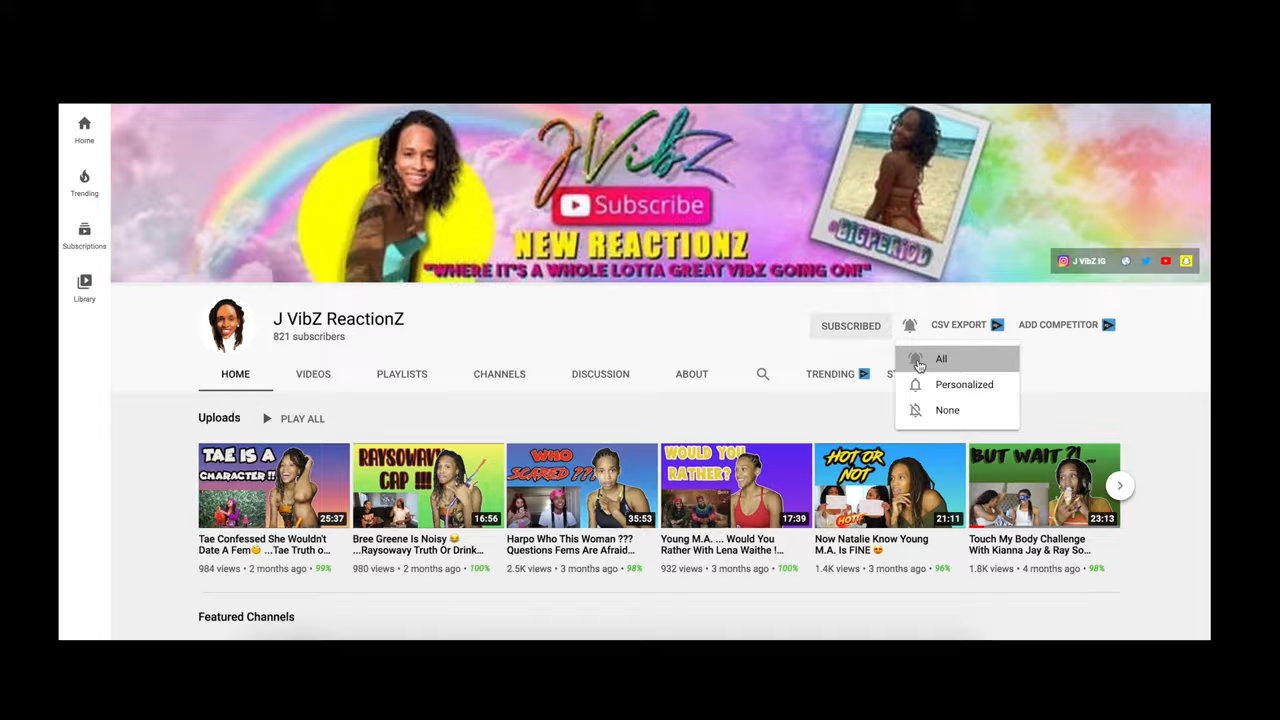 Home
Trending
Subscriptions
Library
JVibZ
Subscribe
NEW REACTIONZ
"WHERE IT'S A WHOLE LOTTA GREAT VIBZ GOING ON!"
@BIGPERIOD
J VibZ IG
J VibZ ReactionZ
821 subscribers
SUBSCRIBED
CSV EXPORT
ADD COMPETITOR
All
Personalized
None
HOME VIDEOS PLAYLISTS CHANNELS DISCUSSION ABOUT TRENDING ST
Uploads PLAY ALL
TAE IS A
CHARACTER!!
25:37
RAYSOWAVY
CAP !!!
16:56
WHO
SCARED???
35:53
WOULD YOU
RATHER?
17:39
HOT OR
NOT
HOT!
21:11
BUT WAIT ?! ...
23:13
Tae Confessed She Wouldn't
Date A Fem😏 ...Tae Truth o...
984 views • 2 months ago • 99%
Bree Greene Is Noisy 😂
...Raysowavy Truth Or Drink...
980 views • 2 months ago • 100%
Harpo Who This Woman ???
Questions Fems Are Afraid...
2.5K views • 3 months ago • 98%
Young M.A. ... Would You
Rather With Lena Waithe !...
932 views • 3 months ago • 100%
Now Natalie Know Young
M.A. Is FINE 😍
1.4K views • 3 months ago • 96%
Touch My Body Challenge
With Kianna Jay & Ray So...
1.8K views • 4 months ago • 98%
Featured Channels